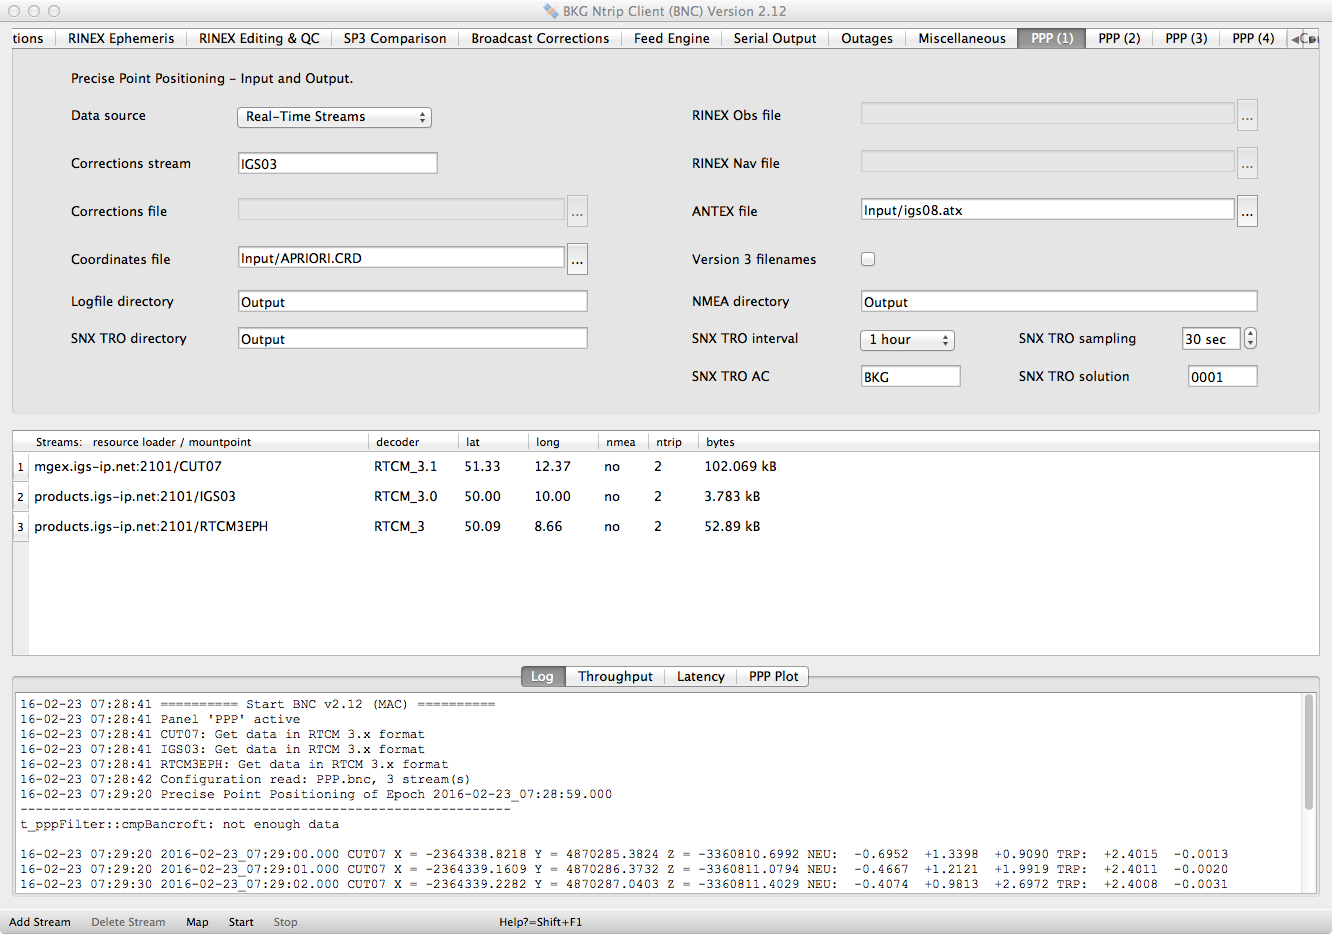 BKG Ntrip Client (BNC) Version 2.12
tions RINEX Ephemeris RINEX Editing & QC SP3 Comparison Broadcast Corrections Feed Engine Serial Output Outages Miscellaneous PPP (1) PPP (2) PPP (3) PPP (4)
Precise Point Positioning - Input and Output.
Data source Real-Time Streams RINEX Obs file ...
Corrections stream IGS03 RINEX Nav file ...
Corrections file ... ANTEX file Input/igs08.atx ...
Coordinates file Input/APRIORI.CRD ... Version 3 filenames
Logfile directory Output NMEA directory Output
SNX TRO directory Output SNX TRO interval 1 hour SNX TRO sampling 30 sec
SNX TRO AC BKG SNX TRO solution 0001
Streams: resource loader / mountpoint decoder lat long nmea ntrip bytes
1 mgex.igs-ip.net:2101/CUT07 RTCM_3.1 51.33 12.37 no 2 102.069 kB
2 products.igs-ip.net:2101/IGS03 RTCM_3.0 50.00 10.00 no 2 3.783 kB
3 products.igs-ip.net:2101/RTCM3EPH RTCM_3 50.09 8.66 no 2 52.89 kB
Log Throughput Latency PPP Plot
16-02-23 07:28:41 ========== Start BNC v2.12 (MAC) ==========
16-02-23 07:28:41 Panel 'PPP' active
16-02-23 07:28:41 CUT07: Get data in RTCM 3.x format
16-02-23 07:28:41 IGS03: Get data in RTCM 3.x format
16-02-23 07:28:41 RTCM3EPH: Get data in RTCM 3.x format
16-02-23 07:28:42 Configuration read: PPP.bnc, 3 stream(s)
16-02-23 07:29:20 Precise Point Positioning of Epoch 2016-02-23_07:28:59.000
---------------------------------------------------------------
t_pppFilter::cmpBancroft: not enough data
16-02-23 07:29:20 2016-02-23_07:29:00.000 CUT07 X = -2364338.8218 Y = 4870285.3824 Z = -3360810.6992 NEU: -0.6952 +1.3398 +0.9090 TRP: +2.4015 -0.0013
16-02-23 07:29:20 2016-02-23_07:29:01.000 CUT07 X = -2364339.1609 Y = 4870286.3732 Z = -3360811.0794 NEU: -0.4667 +1.2121 +1.9919 TRP: +2.4011 -0.0020
16-02-23 07:29:30 2016-02-23_07:29:02.000 CUT07 X = -2364339.2282 Y = 4870287.0403 Z = -3360811.4029 NEU: -0.4074 +0.9813 +2.6972 TRP: +2.4008 -0.0031
Add Stream Delete Stream Map Start Stop Help?=Shift+F1